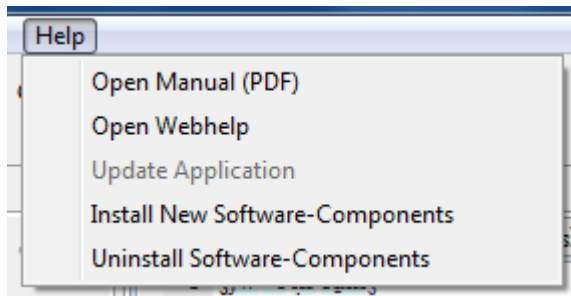 Help
Open Manual (PDF)
Open Webhelp
Update Application
Install New Software-Components
Uninstall Software-Components